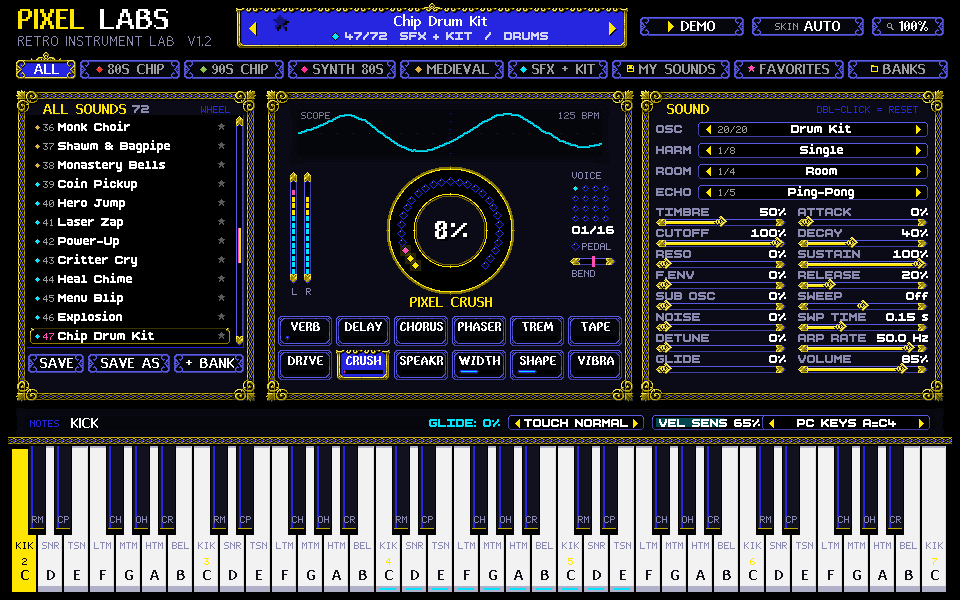 PIXEL LABS
RETRO INSTRUMENT LAB V1.2
Chip Drum Kit
47/72 SFX + KIT / DRUMS
DEMO
SKIN AUTO
100%
ALL
80S CHIP
90S CHIP
SYNTH 80S
MEDIEVAL
SFX + KIT
MY SOUNDS
FAVORITES
BANKS
ALL SOUNDS 72
WHEEL
36 Monk Choir
37 Shawm & Bagpipe
38 Monastery Bells
39 Coin Pickup
40 Hero Jump
41 Laser Zap
42 Power-Up
43 Critter Cry
44 Heal Chime
45 Menu Blip
46 Explosion
47 Chip Drum Kit
SAVE
SAVE AS
+ BANK
SCOPE
125 BPM
L R
8%
PIXEL CRUSH
VOICE
01/16
PEDAL
BEND
VERB
DELAY
CHORUS
PHASER
TREM
TAPE
DRIVE
CRUSH
SPEAKR
WIDTH
SHAPE
VIBRA
SOUND
DBL-CLICK = RESET
OSC 20/20 Drum Kit
HARM 1/8 Single
ROOM 1/4 Room
ECHO 1/5 Ping-Pong
TIMBRE 50% ATTACK 0%
CUTOFF 100% DECAY 40%
RESO 0% SUSTAIN 100%
F.ENV 0% RELEASE 20%
SUB OSC 0% SWEEP Off
NOISE 0% SWP TIME 0.15 s
DETUNE 0% ARP RATE 50.0 Hz
GLIDE 0% VOLUME 85%
NOTES KICK
GLIDE: 0%
TOUCH NORMAL
VEL SENS 65%
PC KEYS A=C4
RM CP CH OH CR RM CP CH OH CR RM CP CH OH CR RM CP CH OH CR RM CP CH OH CR
KIK SNR TSN LTM MTM HTM BEL KIK SNR TSN LTM MTM HTM BEL KIK SNR TSN LTM MTM HTM BEL KIK SNR TSN LTM MTM HTM BEL KIK SNR TSN LTM MTM HTM BEL KIK
2 3 4 5 6 7
C D E F G A B C D E F G A B C D E F G A B C D E F G A B C D E F G A B C